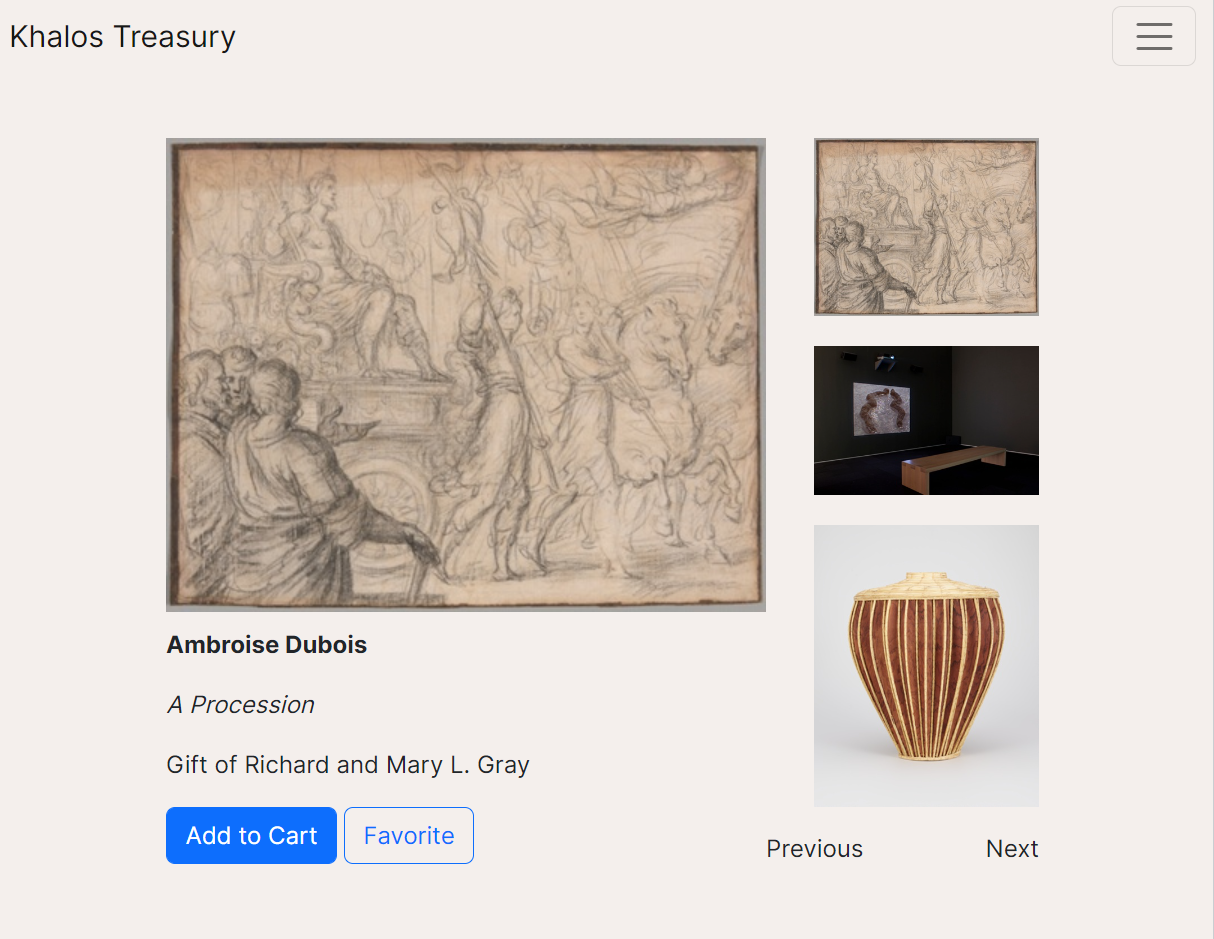 Khalos Treasury
Ambroise Dubois
A Procession
Gift of Richard and Mary L. Gray
Add to Cart Favorite
Previous Next